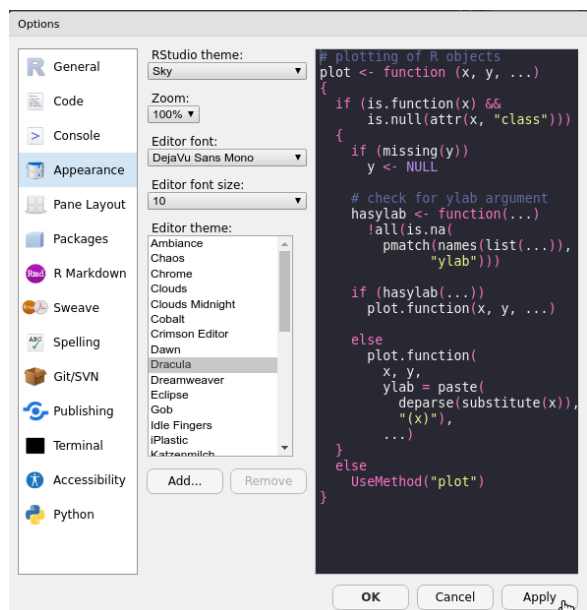 Options
General
Code
Console
Appearance
Pane Layout
Packages
Rmd
R Markdown
Sweave
ABC
Spelling
Git/SVN
Publishing
Terminal
Accessibility
Python
RStudio theme:
Sky
Zoom:
100%
Editor font:
DejaVu Sans Mono
Editor font size:
10
Editor theme:
Ambiance
Chaos
Chrome
Clouds
Clouds Midnight
Cobalt
Crimson Editor
Dawn
Dracula
Dreamweaver
Eclipse
Gob
Idle Fingers
iPlastic
Katzenmilch
Add...
Remove
# plotting of R objects
plot <- function (x, y, ...)
{
  if (is.function(x) &&
      is.null(attr(x, "class")))
  {
    if (missing(y))
      y <- NULL

    # check for ylab argument
    hasylab <- function(...)
      !all(is.na(
        pmatch(names(list(...)),
              "ylab")))

    if (hasylab(...))
      plot.function(x, y, ...)

    else
      plot.function(
        x, y,
        ylab = paste(
          deparse(substitute(x)),
          "(x)"),
        ...)
  }
  else
    UseMethod("plot")
}
OK
Cancel
Apply